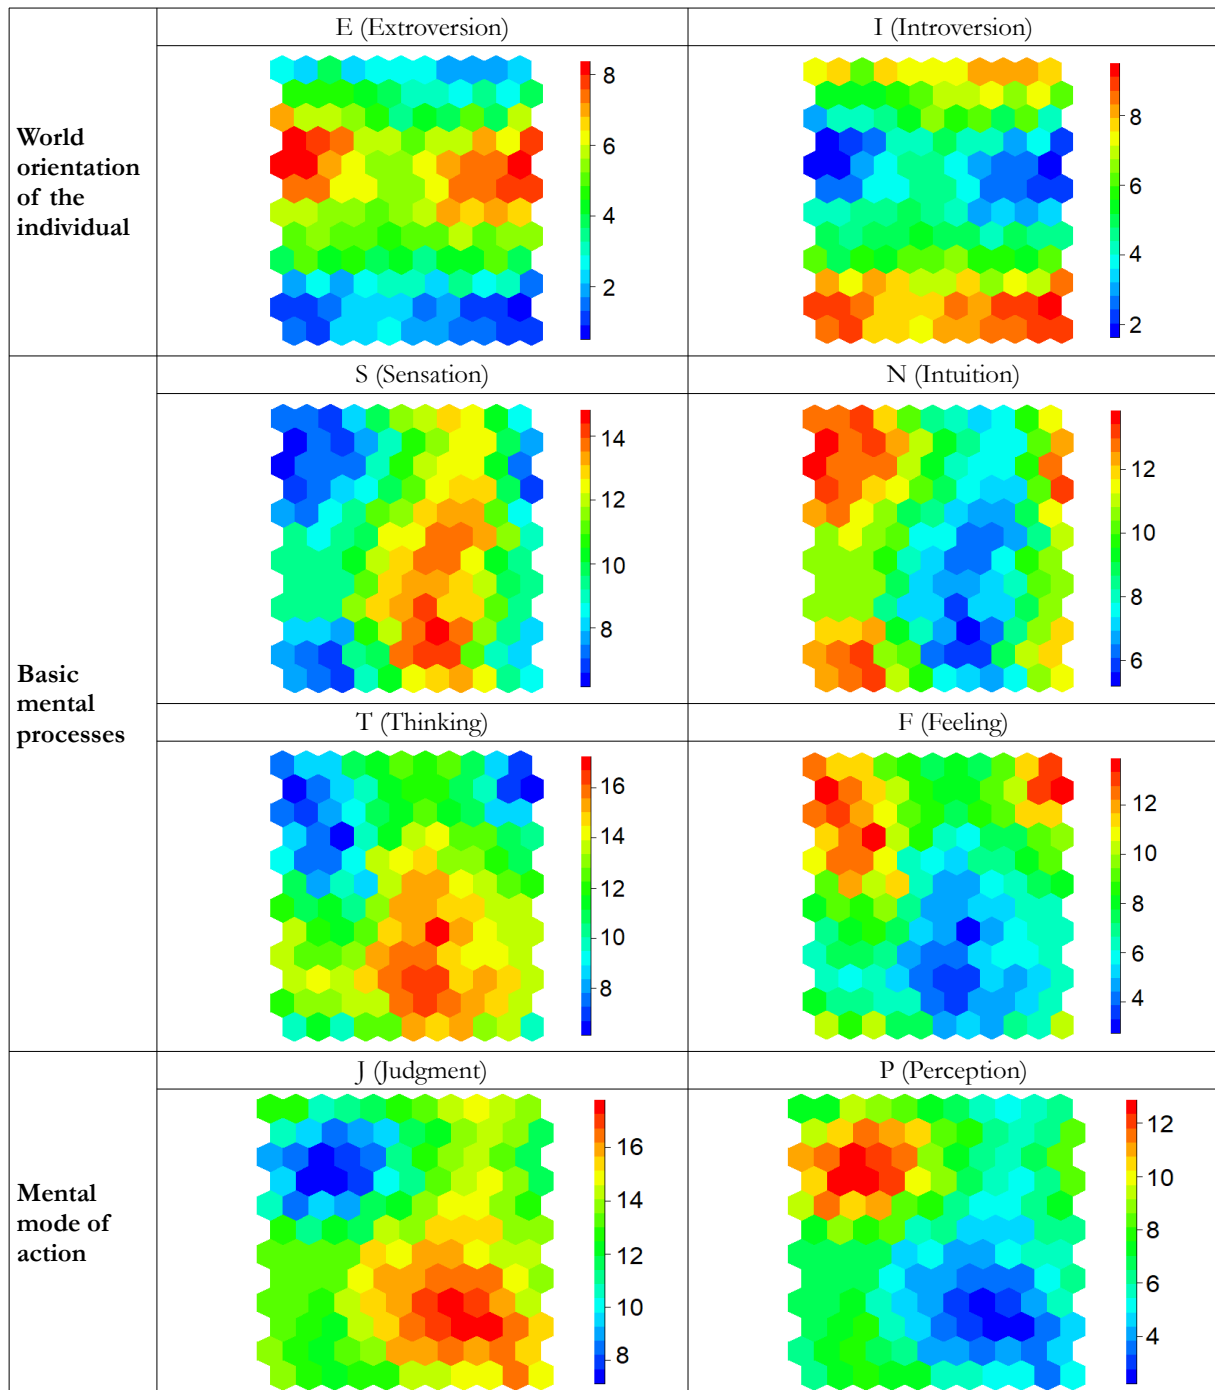 E (Extroversion)
I (Introversion)
World
orientation
of the
individual
8
6
4
2
8
6
4
2
S (Sensation)
N (Intuition)
14
12
10
8
12
10
8
6
Basic
mental
processes
T (Thinking)
F (Feeling)
16
14
12
10
8
12
10
8
6
4
J (Judgment)
P (Perception)
Mental
mode of
action
16
14
12
10
8
12
10
8
6
4